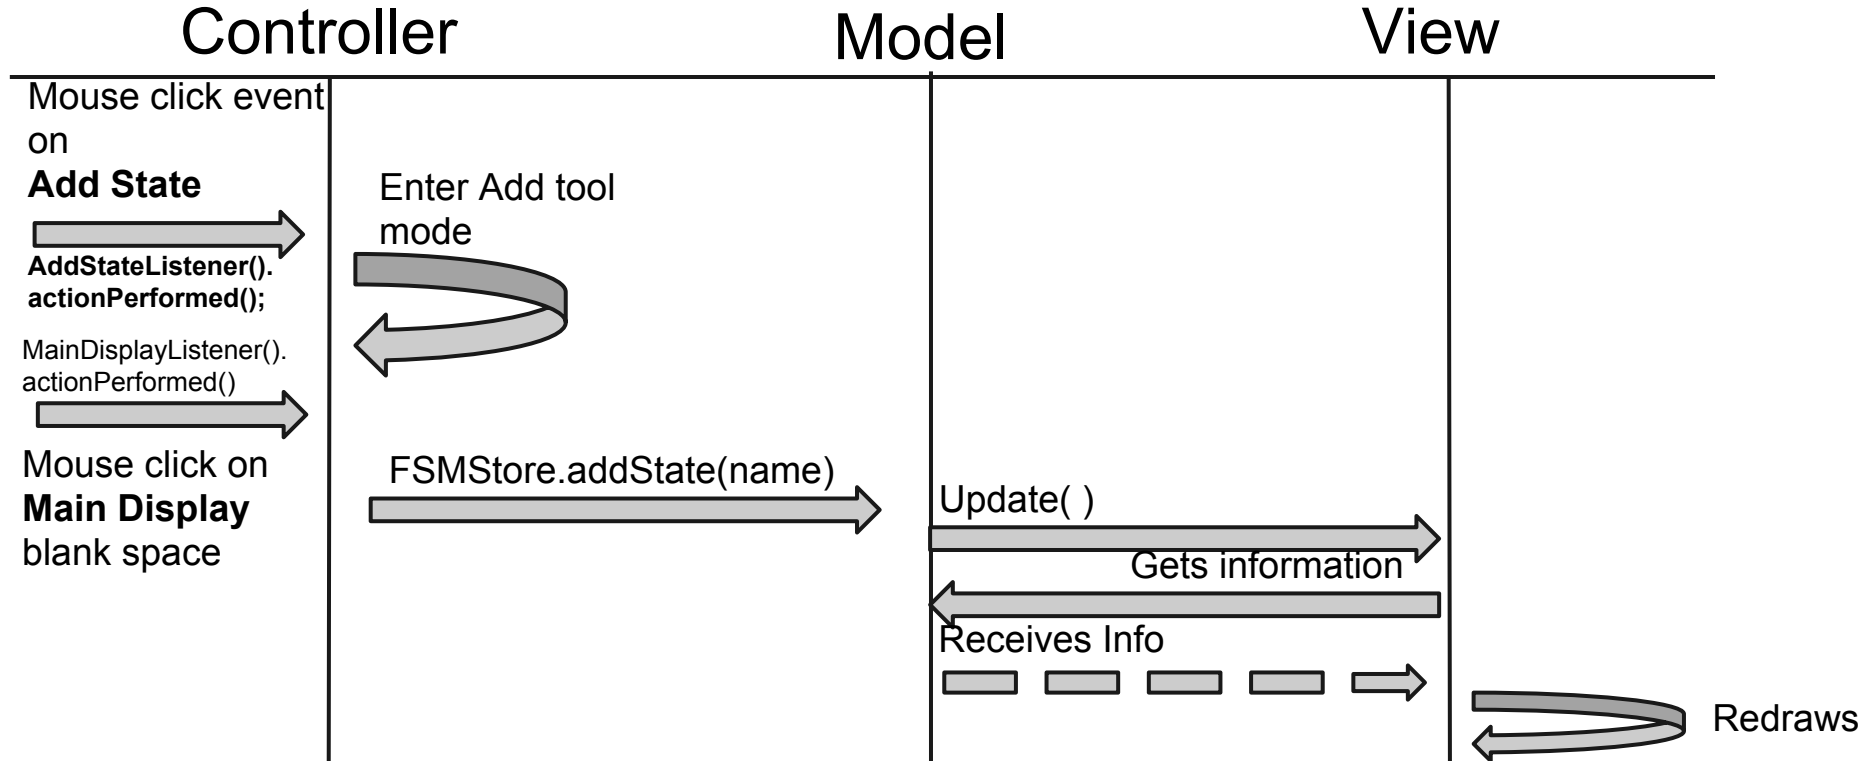 Controller
Model
View
Mouse click event
on
Add State
AddStateListener().
actionPerformed();
Enter Add tool
mode
MainDisplayListener().
actionPerformed()
Mouse click on
Main Display
blank space
FSMStore.addState(name)
Update( )
Gets information
Receives Info
Redraws